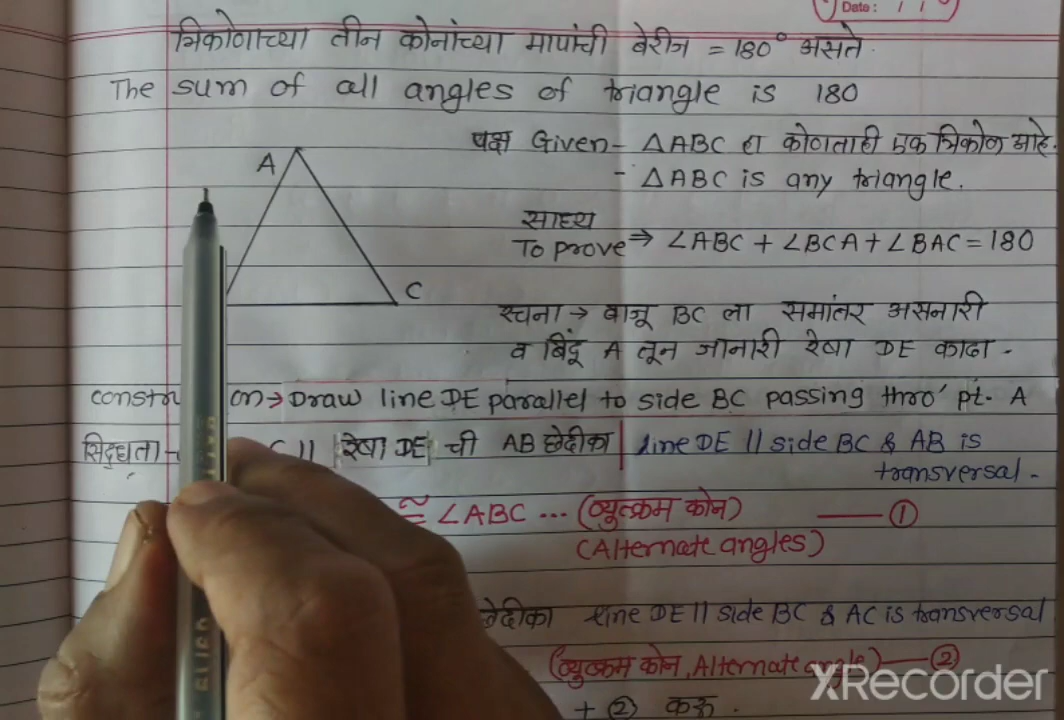 Date : / /
त्रिकोणाच्या तीन कोनांच्या मापांची बेरीज = 180° असते.
The sum of all angles of triangle is 180
पक्ष Given - △ABC हा कोणताही एक त्रिकोण आहे.
- △ABC is any triangle.
A
साध्य
To prove ⇒ ∠ABC + ∠BCA + ∠BAC = 180
C
रचना → बाजू BC ला समांतर असनारी
व बिंदू A तून जानारी रेषा DE काढा -
constr on → Draw line DE parallel to side BC passing thro' pt. A
सिद्धता - C || रेषा DE ची AB छेदीका | line DE || side BC & AB is
transversal -
≅ ∠ABC ... (व्युत्क्रम कोन) —— ①
(Alternate angles)
छेदीका line DE || side BC & AC is transversal
(व्युत्क्रम कोन, Alternate angle) — ②
+ ② करू .
XRecorder